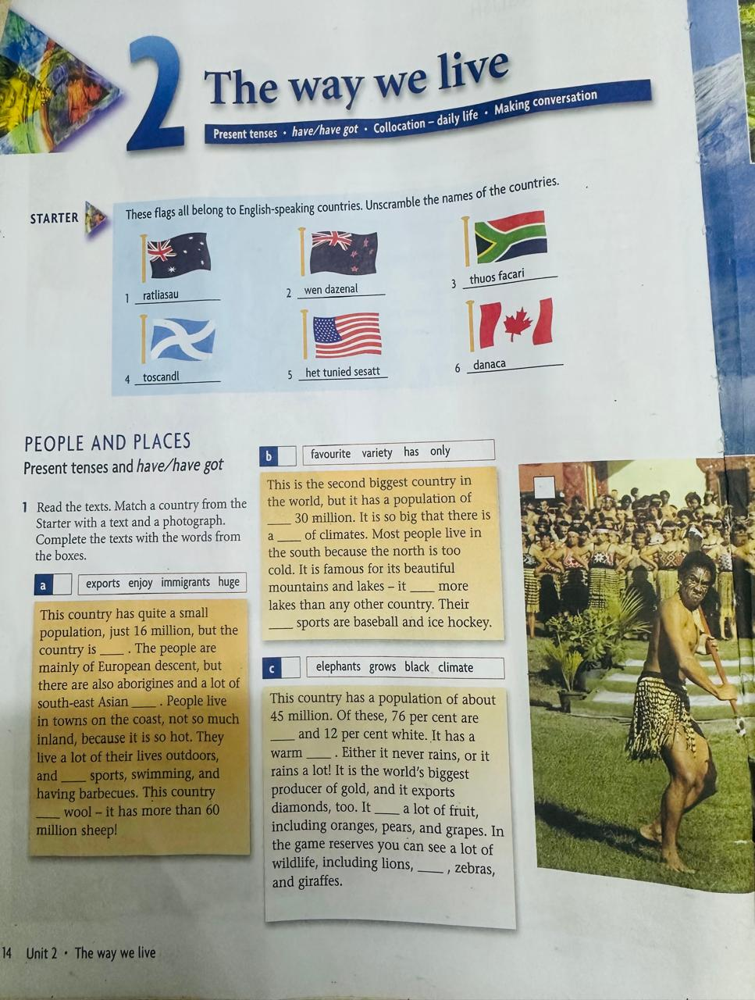 2
The way we live
Present tenses • have/have got • Collocation – daily life • Making conversation
STARTER
These flags all belong to English-speaking countries. Unscramble the names of the countries.
1 ratliasau
2 wen dazenal
3 thuos facari
4 toscandl
5 het tunied sesatt
6 danaca
PEOPLE AND PLACES
Present tenses and have/have got
1 Read the texts. Match a country from the
Starter with a text and a photograph.
Complete the texts with the words from
the boxes.
a
exports enjoy immigrants huge
This country has quite a small
population, just 16 million, but the
country is ____ . The people are
mainly of European descent, but
there are also aborigines and a lot of
south-east Asian ____ . People live
in towns on the coast, not so much
inland, because it is so hot. They
live a lot of their lives outdoors,
and ____ sports, swimming, and
having barbecues. This country
____ wool – it has more than 60
million sheep!
b
favourite variety has only
This is the second biggest country in
the world, but it has a population of
____ 30 million. It is so big that there is
a ____ of climates. Most people live in
the south because the north is too
cold. It is famous for its beautiful
mountains and lakes – it ____ more
lakes than any other country. Their
____ sports are baseball and ice hockey.
c
elephants grows black climate
This country has a population of about
45 million. Of these, 76 per cent are
____ and 12 per cent white. It has a
warm ____ . Either it never rains, or it
rains a lot! It is the world's biggest
producer of gold, and it exports
diamonds, too. It ____ a lot of fruit,
including oranges, pears, and grapes. In
the game reserves you can see a lot of
wildlife, including lions, ____ , zebras,
and giraffes.
14 Unit 2 • The way we live